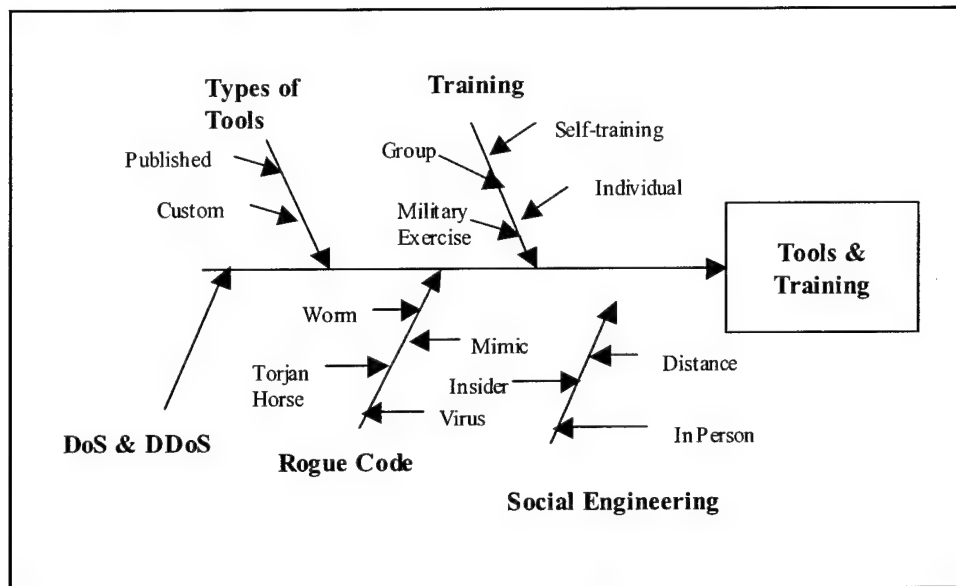 Types of
Tools
Training
Published
Custom
Self-training
Group
Individual
Military
Exercise
Tools &
Training
Worm
Mimic
Torjan
Horse
Virus
Distance
Insider
In Person
DoS & DDoS
Rogue Code
Social Engineering